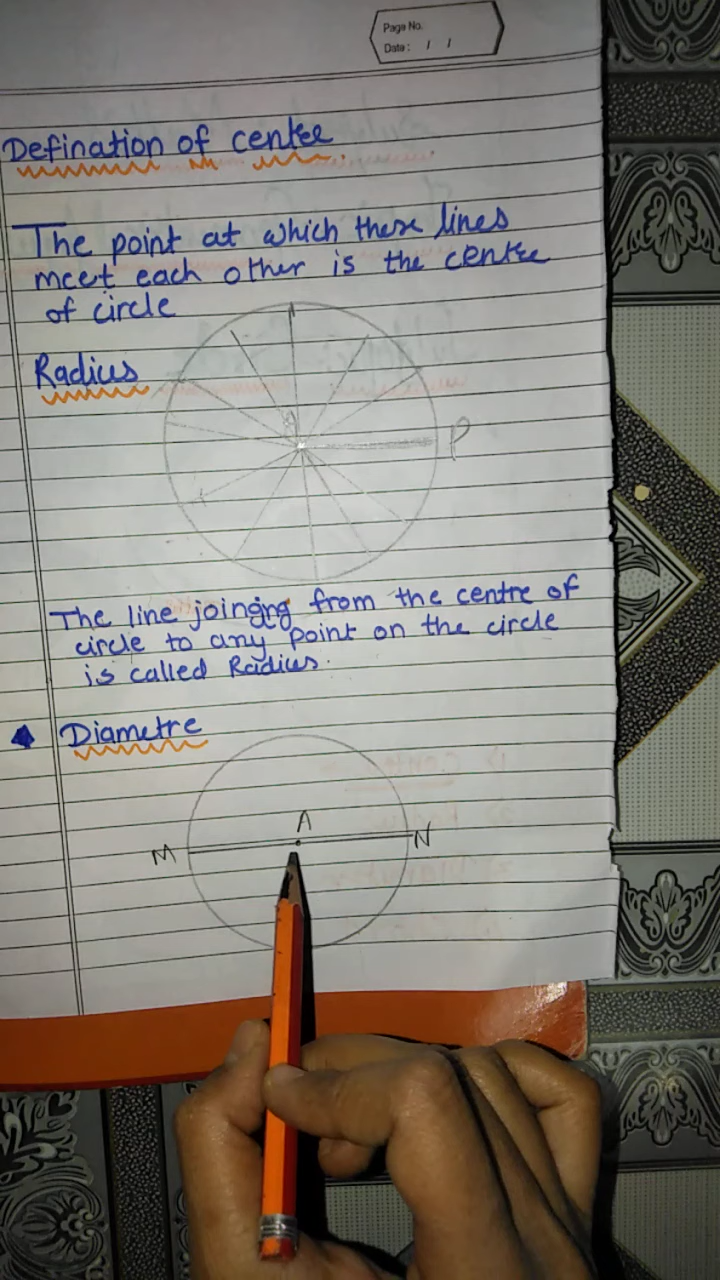 Page No.
Date: / /
Defination of centre
The point at which these lines
meet each other is the centre
of circle
Radius
P
The line joinging from the centre of
circle to any point on the circle
is called Radius.
Diametre
A
M N